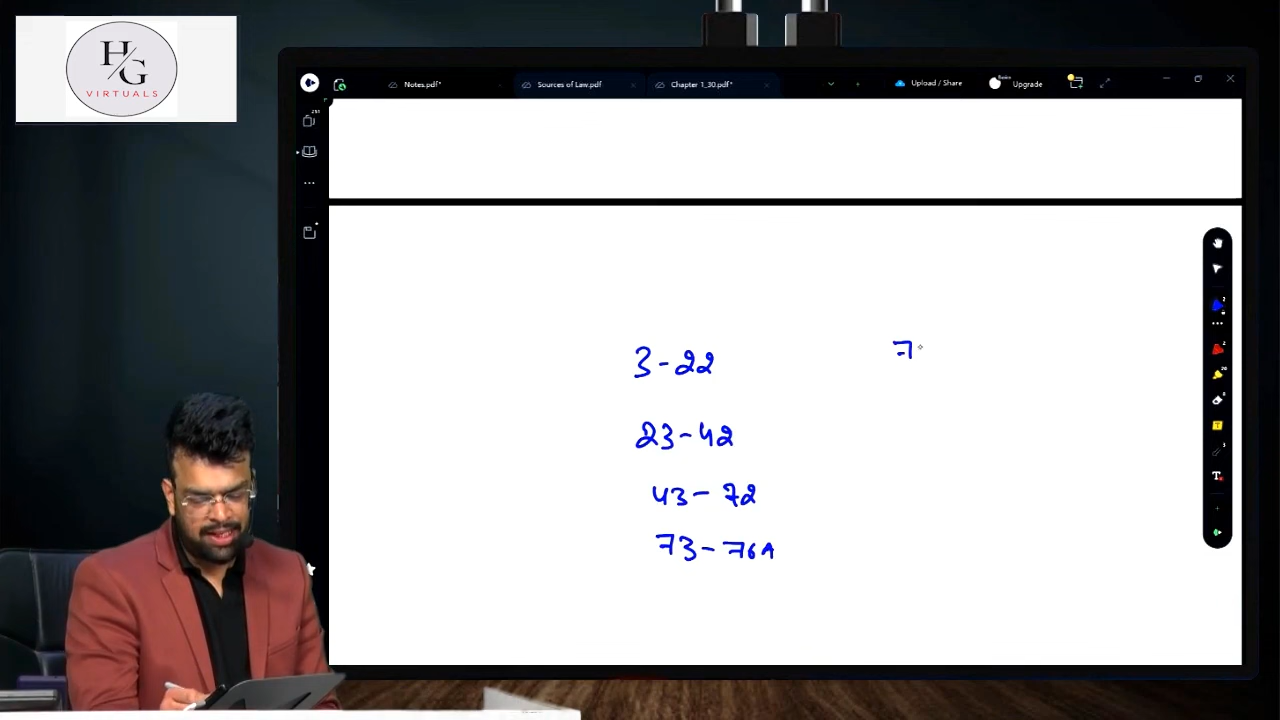 H/G
VIRTUALS
Notes.pdf*
Sources of Law.pdf
Chapter 1_30.pdf*
Upload / Share
Upgrade
3-22
7
23-42
43-72
73-76A